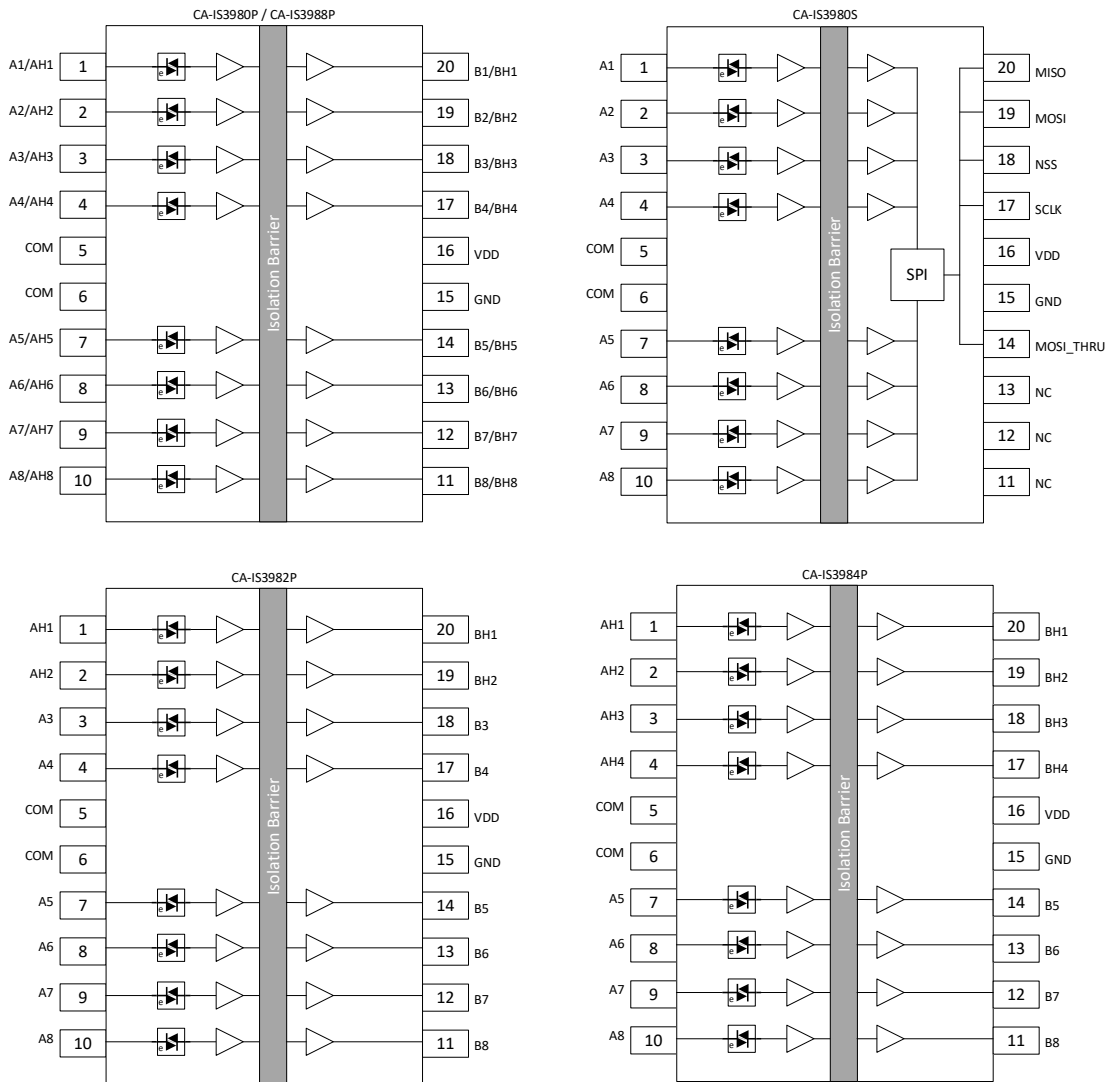 CA-IS3980P / CA-IS3988P
A1/AH1 1 20 B1/BH1
A2/AH2 2 19 B2/BH2
A3/AH3 3 18 B3/BH3
A4/AH4 4 17 B4/BH4
COM 5 16 VDD
COM 6 15 GND
A5/AH5 7 14 B5/BH5
A6/AH6 8 13 B6/BH6
A7/AH7 9 12 B7/BH7
A8/AH8 10 11 B8/BH8
e
e
e
e
e
e
e
e
Isolation Barrier
CA-IS3980S
A1 1 20 MISO
A2 2 19 MOSI
A3 3 18 NSS
A4 4 17 SCLK
COM 5 16 VDD
SPI
COM 6 15 GND
A5 7 14 MOSI_THRU
A6 8 13 NC
A7 9 12 NC
A8 10 11 NC
e
e
e
e
e
e
e
e
Isolation Barrier
CA-IS3982P
AH1 1 20 BH1
AH2 2 19 BH2
A3 3 18 B3
A4 4 17 B4
COM 5 16 VDD
COM 6 15 GND
A5 7 14 B5
A6 8 13 B6
A7 9 12 B7
A8 10 11 B8
e
e
e
e
e
e
e
e
Isolation Barrier
CA-IS3984P
AH1 1 20 BH1
AH2 2 19 BH2
AH3 3 18 BH3
AH4 4 17 BH4
COM 5 16 VDD
COM 6 15 GND
A5 7 14 B5
A6 8 13 B6
A7 9 12 B7
A8 10 11 B8
e
e
e
e
e
e
e
e
Isolation Barrier